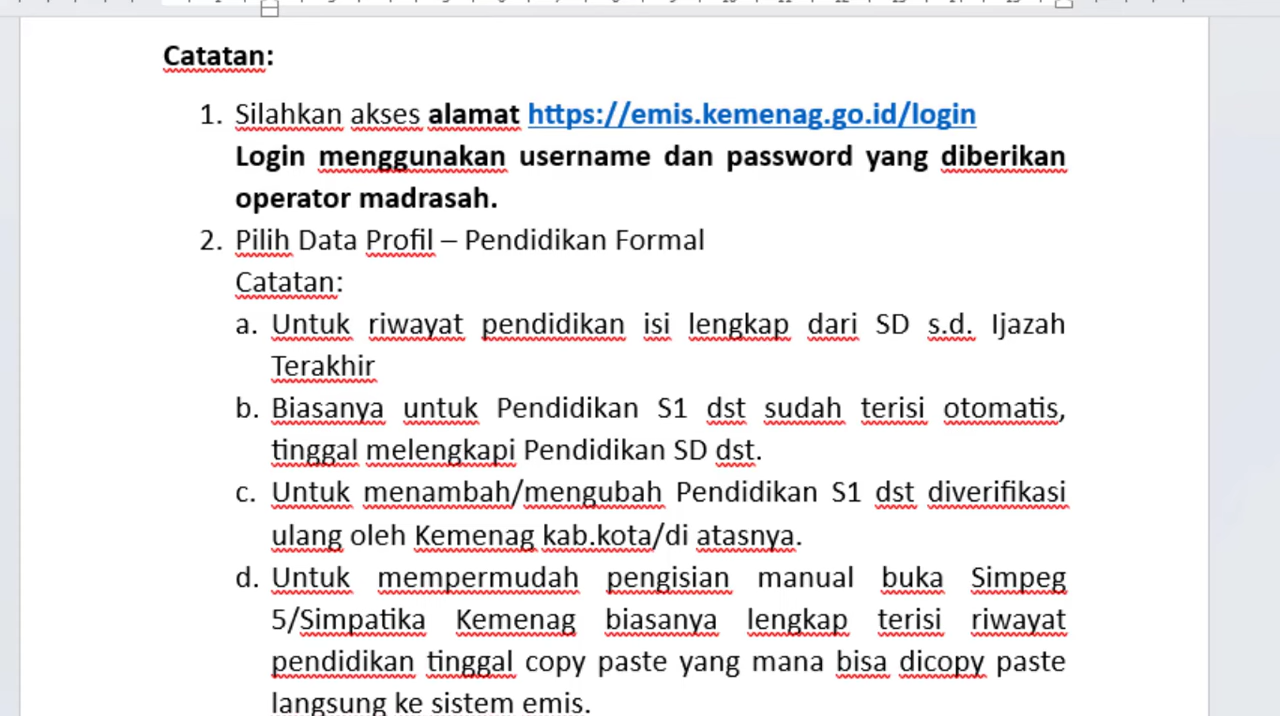 Catatan:
1. Silahkan akses alamat https://emis.kemenag.go.id/login
Login menggunakan username dan password yang diberikan
operator madrasah.
2. Pilih Data Profil – Pendidikan Formal
Catatan:
a. Untuk riwayat pendidikan isi lengkap dari SD s.d. Ijazah
Terakhir
b. Biasanya untuk Pendidikan S1 dst sudah terisi otomatis,
tinggal melengkapi Pendidikan SD dst.
c. Untuk menambah/mengubah Pendidikan S1 dst diverifikasi
ulang oleh Kemenag kab.kota/di atasnya.
d. Untuk mempermudah pengisian manual buka Simpeg
5/Simpatika Kemenag biasanya lengkap terisi riwayat
pendidikan tinggal copy paste yang mana bisa dicopy paste
langsung ke sistem emis.